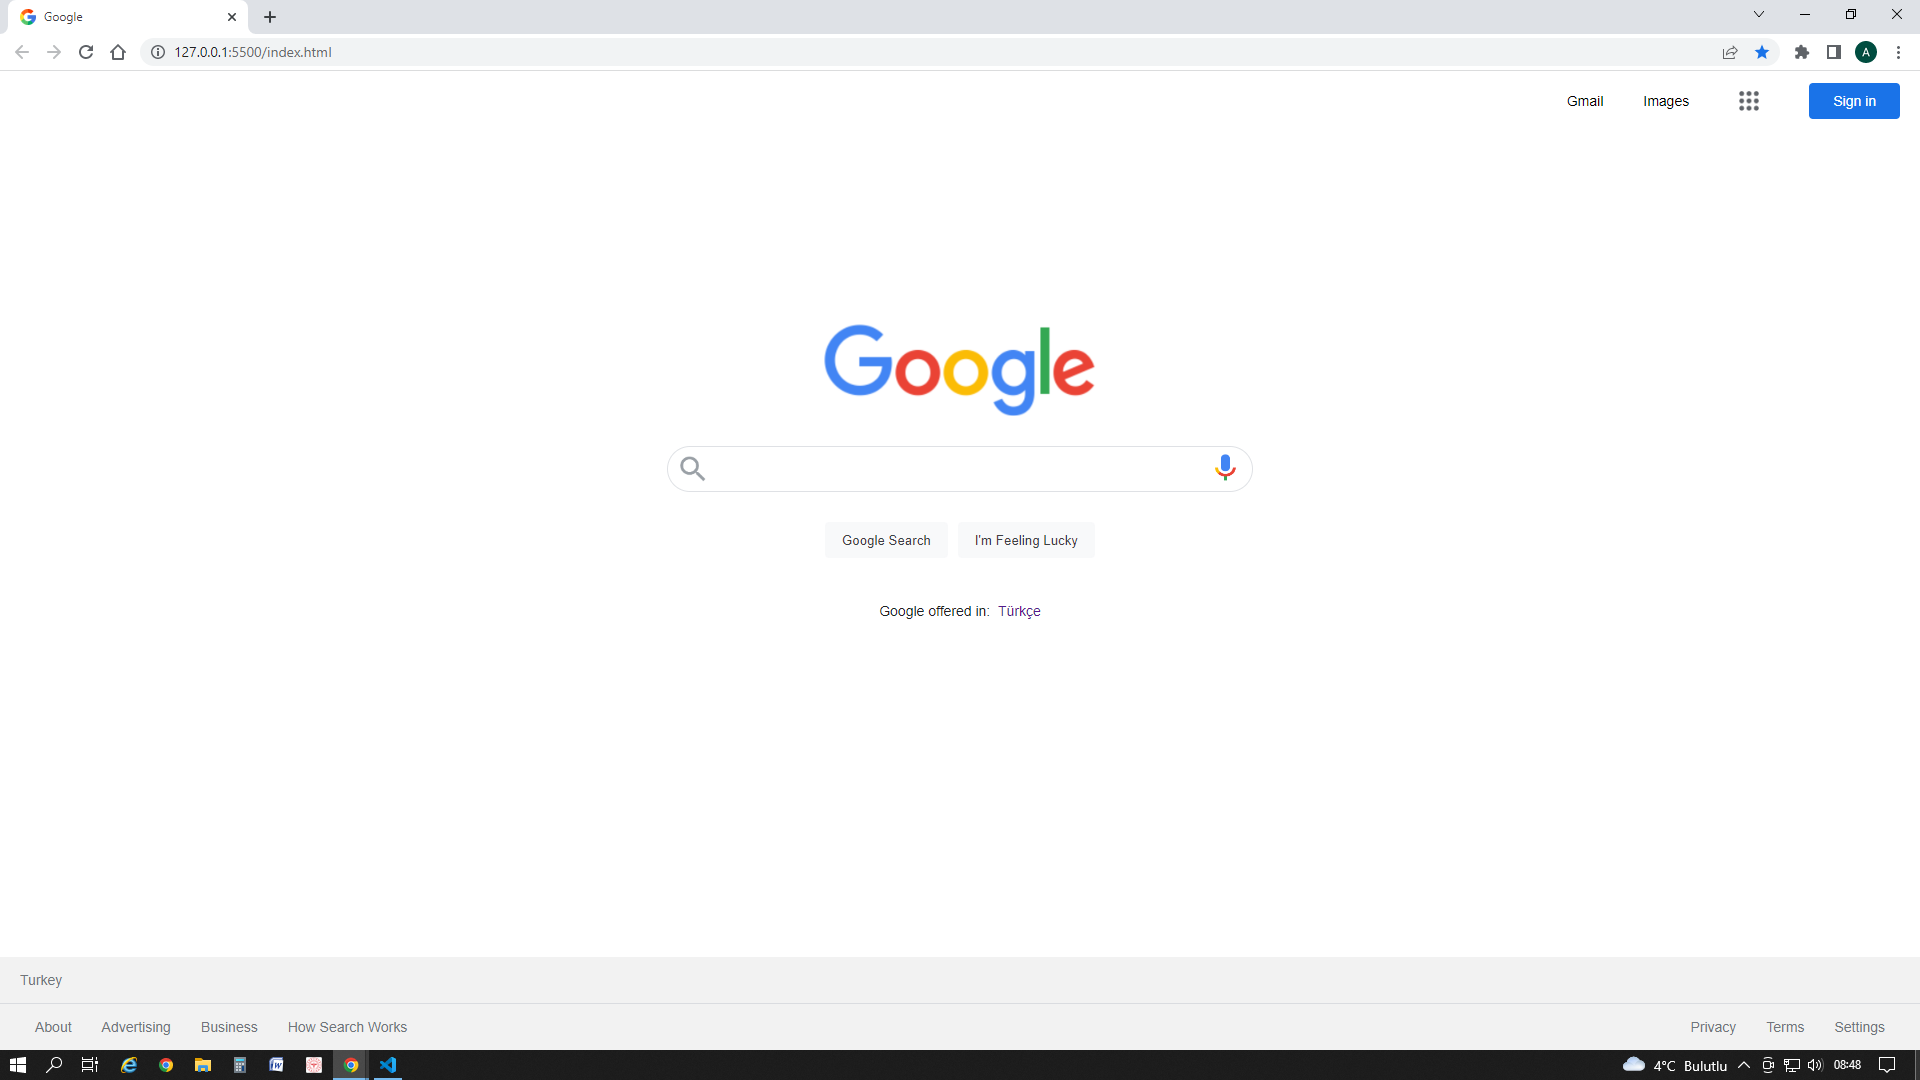 Google
127.0.0.1:5500/index.html
A
Gmail Images Sign in
Google
Google Search I'm Feeling Lucky
Google offered in: Türkçe
Turkey
About Advertising Business How Search Works Privacy Terms Settings
4°C Bulutlu 08:48